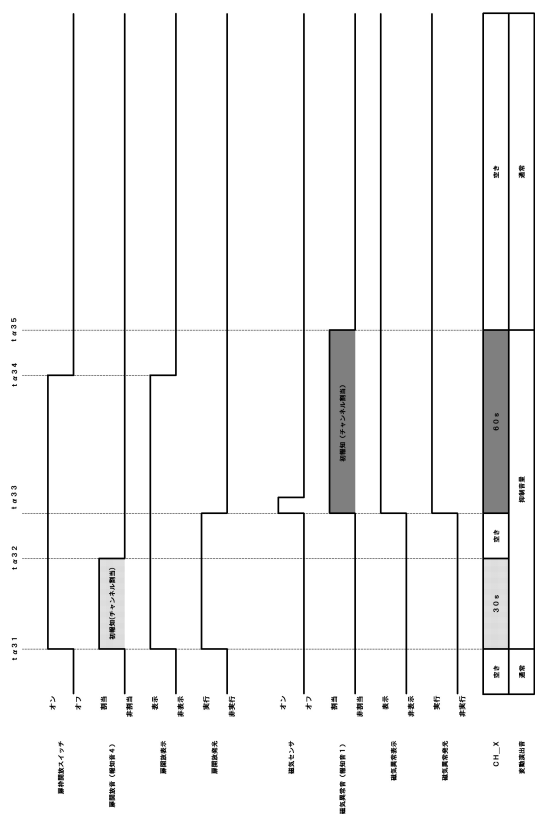 tα31
tα32
tα33
tα34
tα35
扉枠開放スイッチ
オン
オフ
扉開放音（報知音４）
割当
非割当
初報知(チャンネル割当)
扉開放表示
表示
非表示
扉開放発光
実行
非実行
磁気センサ
オン
オフ
磁気異常音（報知音１）
割当
非割当
初報知（チャンネル割当）
磁気異常表示
表示
非表示
磁気異常発光
実行
非実行
CH＿X
空き
30s
空き
60s
空き
変動演出音
通常
抑制音量
通常